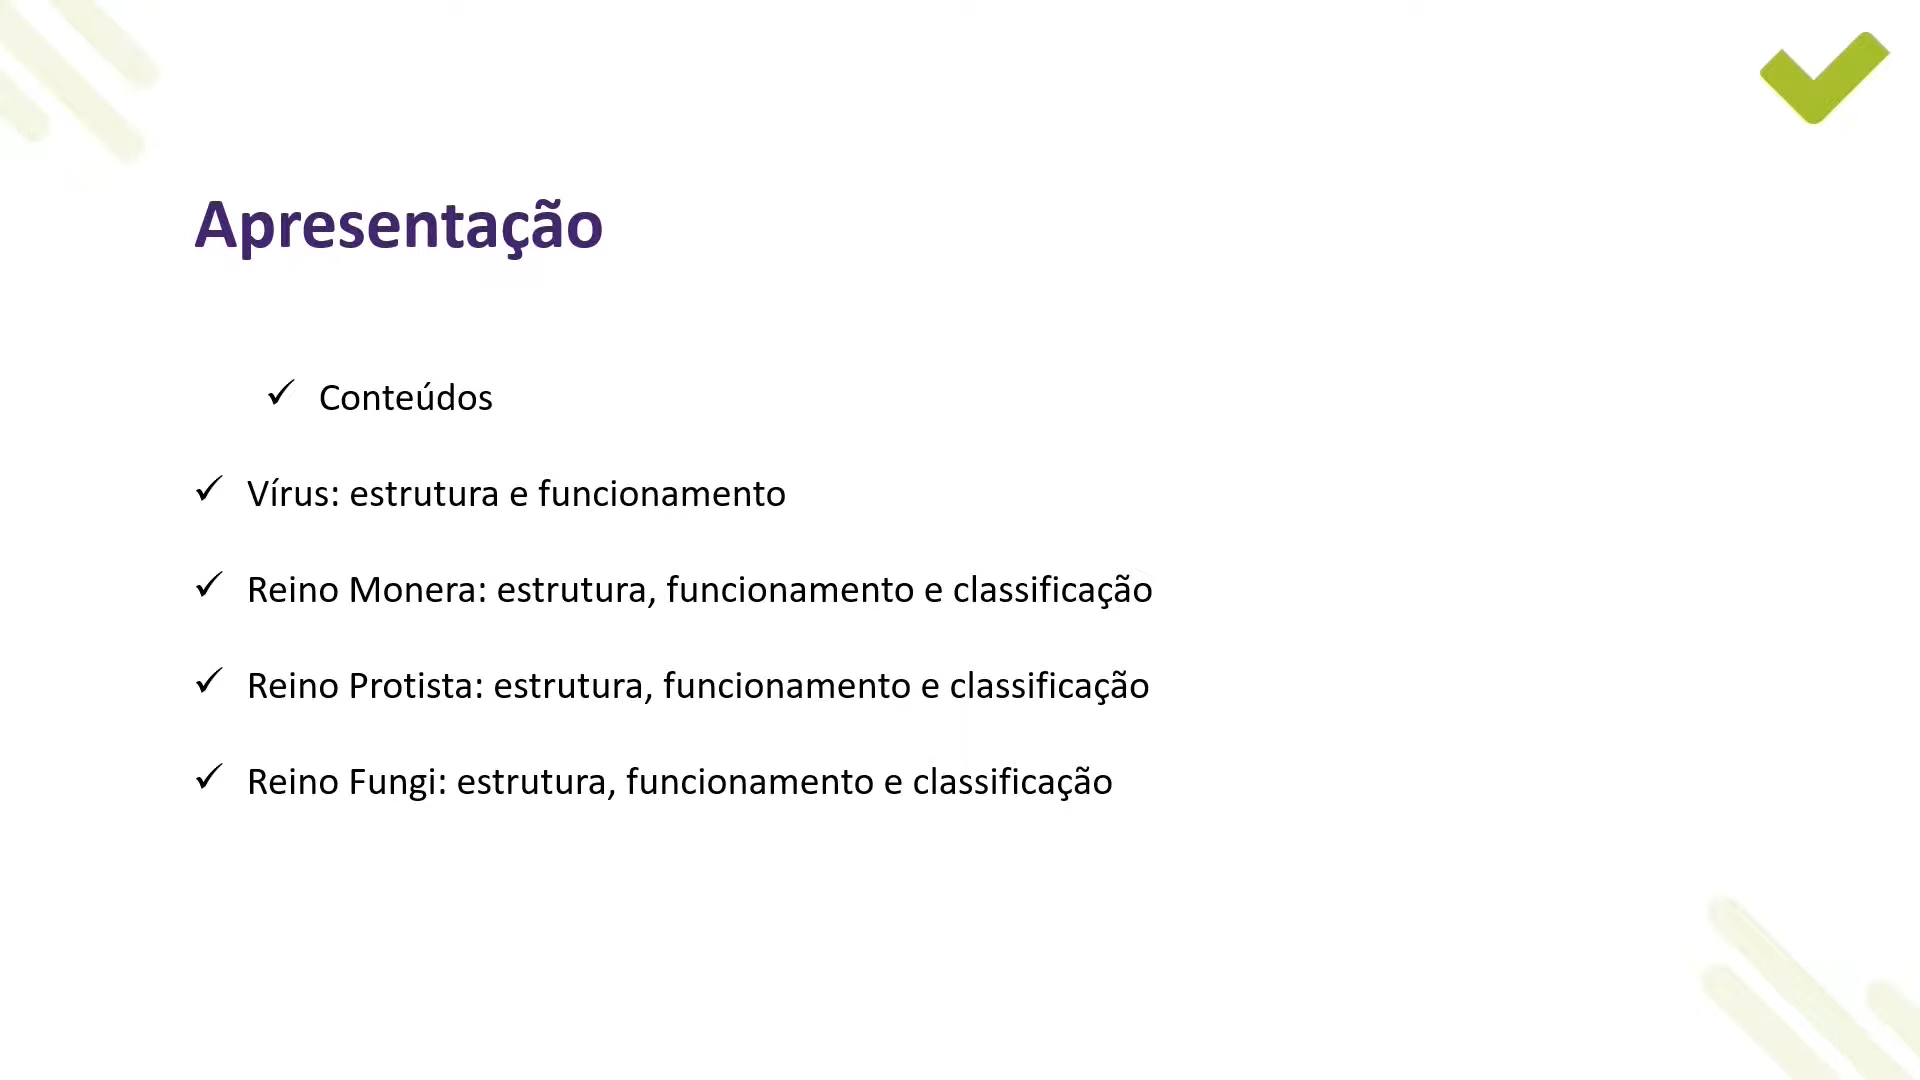 Apresentação
Conteúdos
Vírus: estrutura e funcionamento
Reino Monera: estrutura, funcionamento e classificação
Reino Protista: estrutura, funcionamento e classificação
Reino Fungi: estrutura, funcionamento e classificação